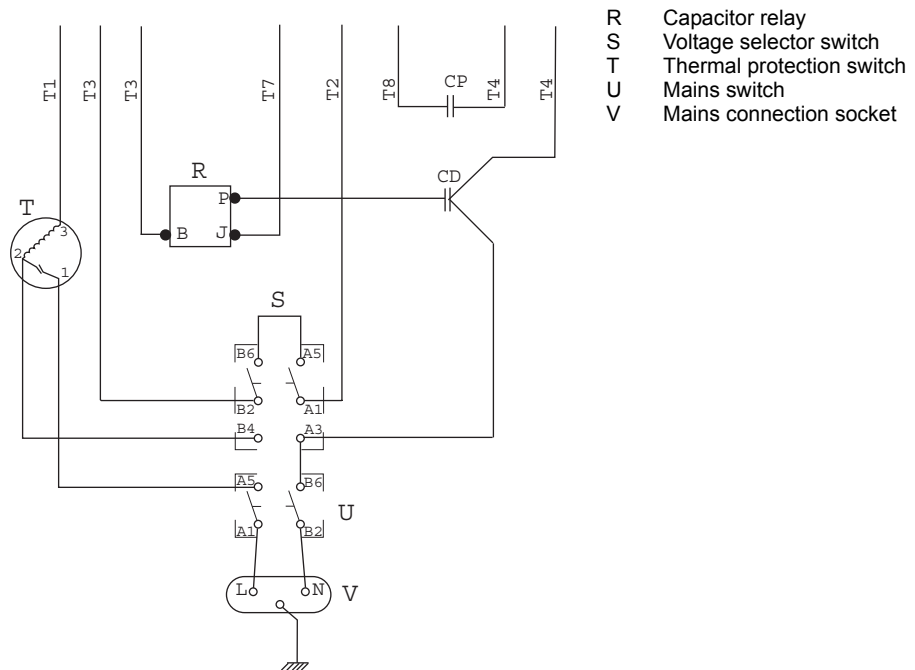 R Capacitor relay
S Voltage selector switch
T Thermal protection switch
U Mains switch
V Mains connection socket
T1
T3
T3
T7
T2
T8
CP
T4
T4
R
P
CD
T
3
B
J
2
1
S
B6
A5
B2
A1
B4
A3
A5
B6
U
A1
B2
L
N
V